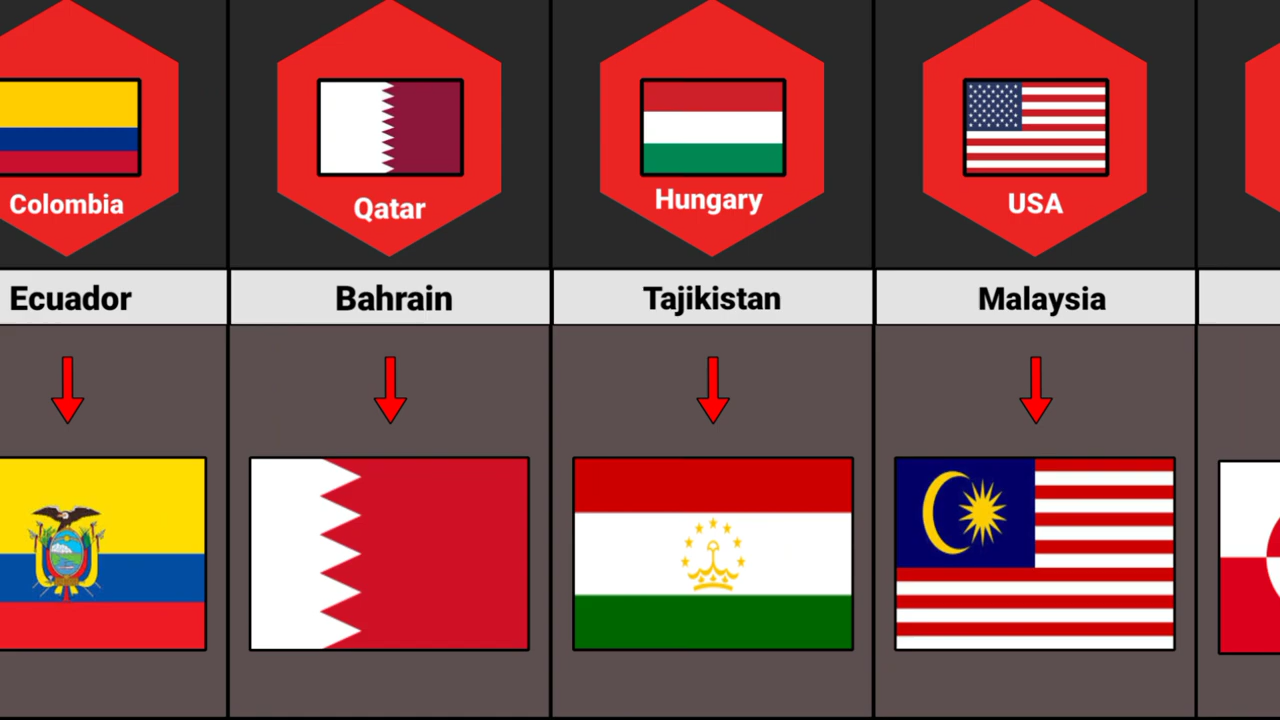 Colombia
Qatar
Hungary
USA
Ecuador
Bahrain
Tajikistan
Malaysia